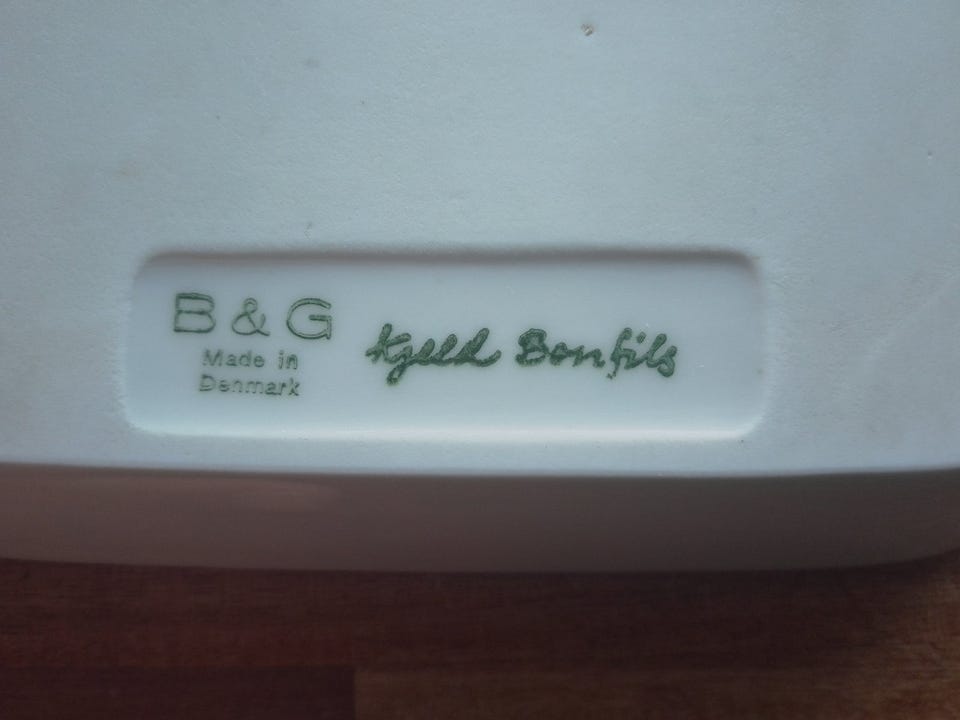 B & G
Made in
Denmark
Kjeld Bonfils